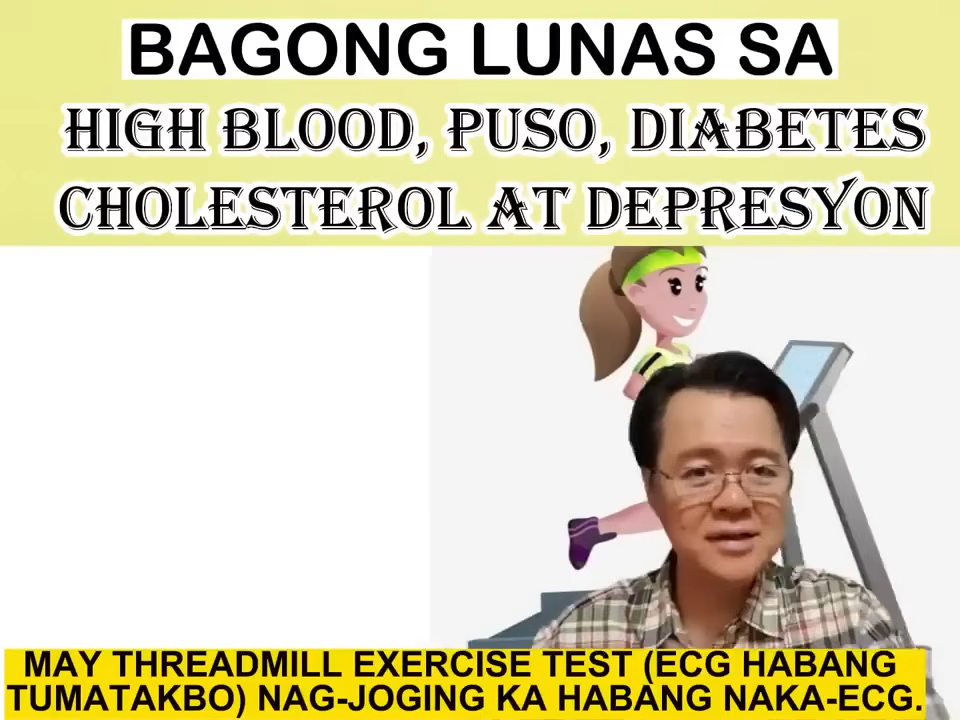 BAGONG LUNAS SA
HIGH BLOOD, PUSO, DIABETES
CHOLESTEROL AT DEPRESYON
MAY THREADMILL EXERCISE TEST (ECG HABANG
TUMATAKBO) NAG-JOGING KA HABANG NAKA-ECG.